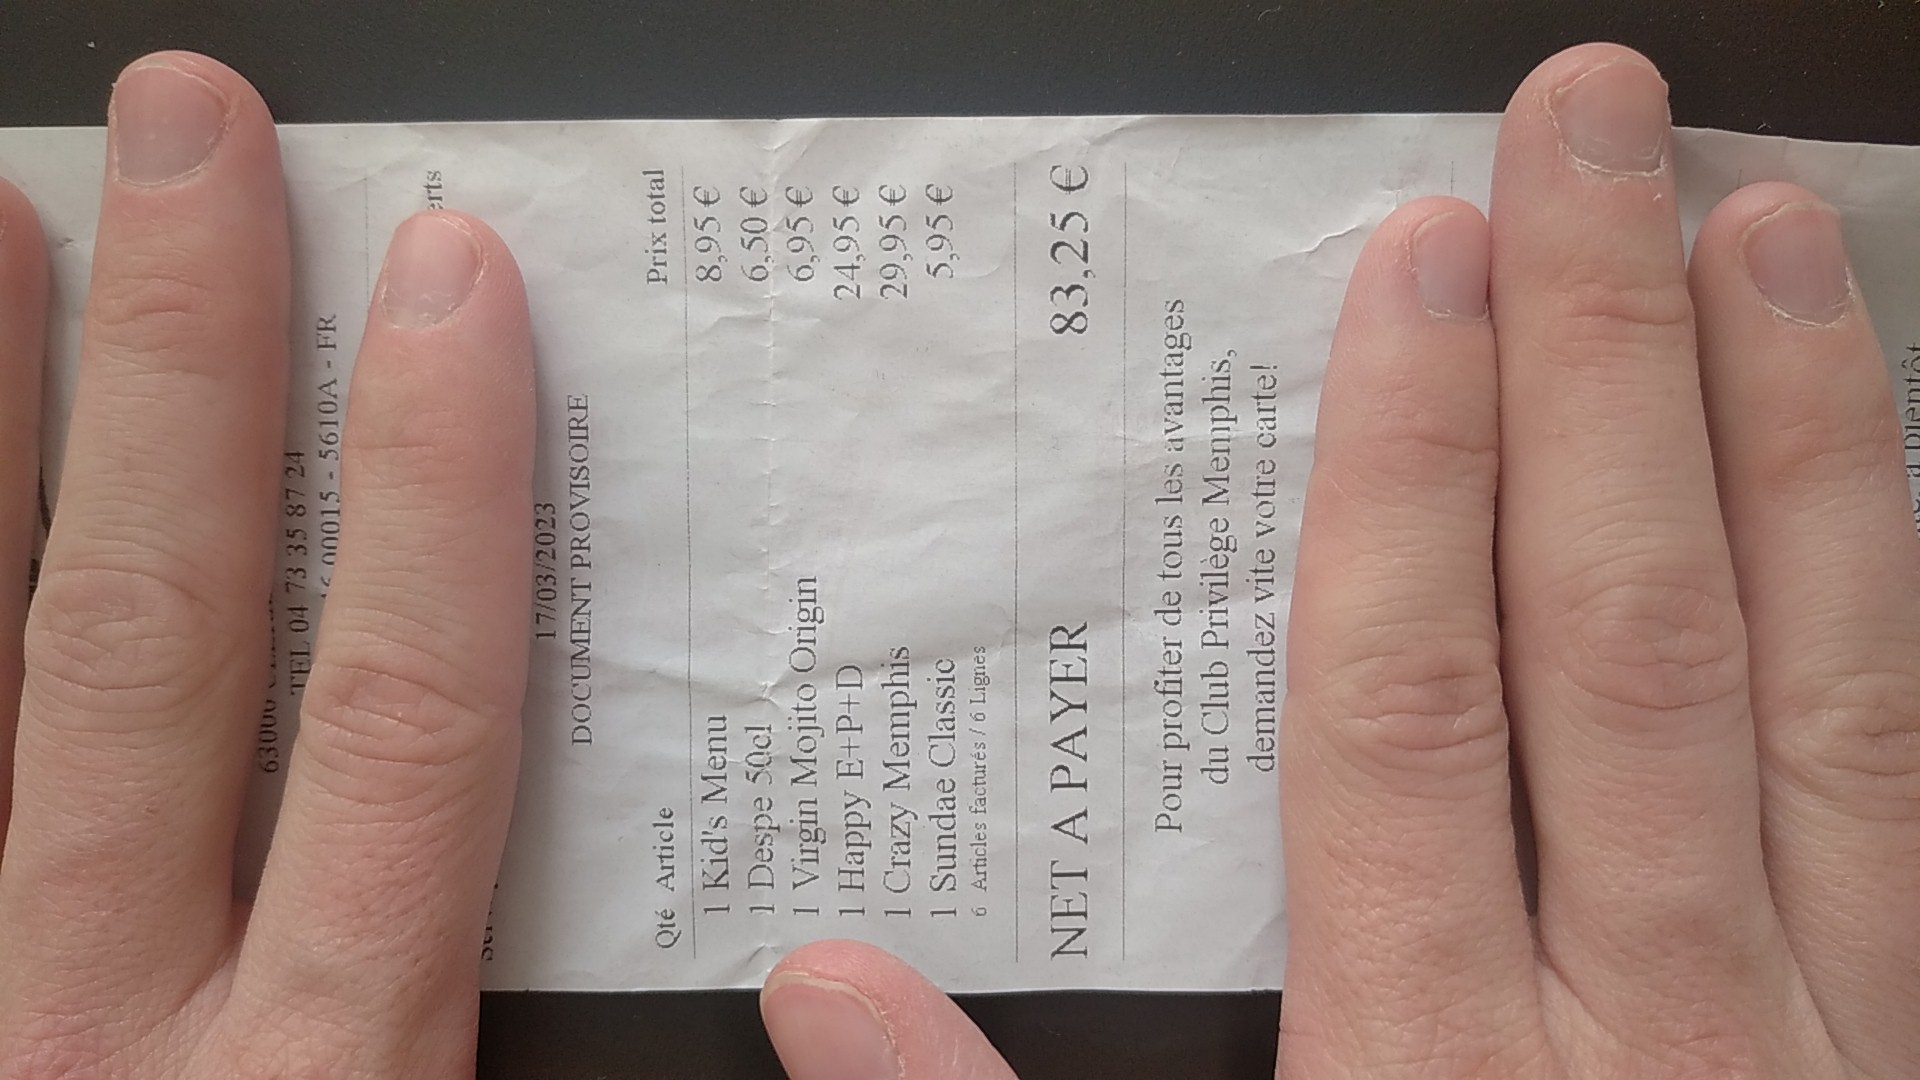 63000
TEL 04 73 35 87 24
000015 - 5610A - FR
erts
17/03/2023
DOCUMENT PROVISOIRE
Qté Article Prix total
1 Kid's Menu 8,95 €
1 Despe 50cl 6,50 €
1 Virgin Mojito Origin 6,95 €
1 Happy E+P+D 24,95 €
1 Crazy Memphis 29,95 €
1 Sundae Classic 5,95 €
6 Articles facturés / 6 Lignes
NET A PAYER 83,25 €
Pour profiter de tous les avantages
du Club Privilège Memphis,
demandez vite votre carte!